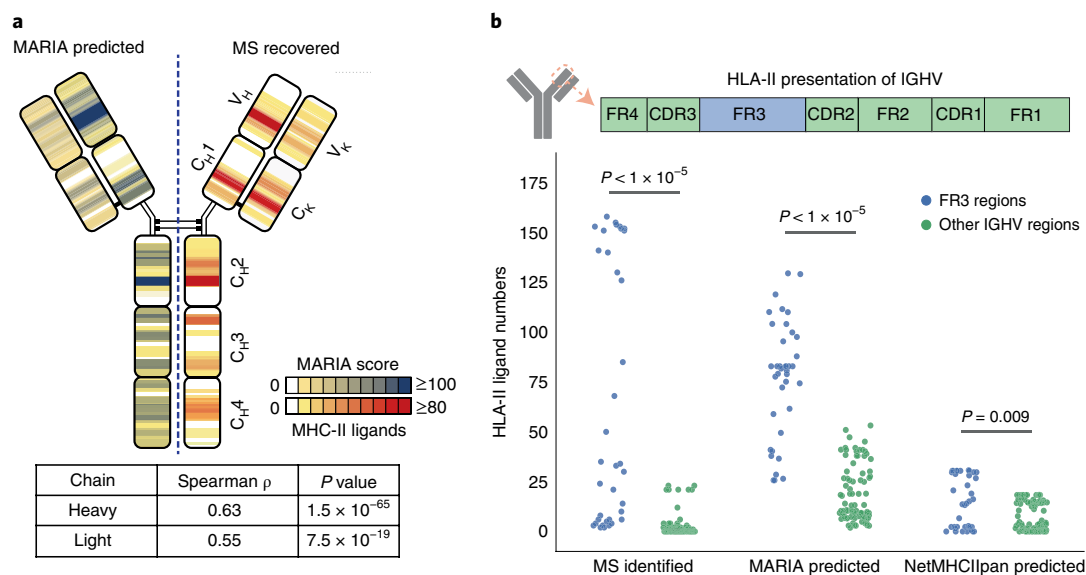 a
MARIA predicted
MS recovered
V_H
V_K
C_H1
C_K
C_H2
C_H3
C_H4
MARIA score
0 ≥100
0 ≥80
MHC-II ligands
Chain Spearman ρ P value
Heavy 0.63 1.5 × 10⁻⁶⁵
Light 0.55 7.5 × 10⁻¹⁹
b
HLA-II presentation of IGHV
FR4 CDR3 FR3 CDR2 FR2 CDR1 FR1
HLA-II ligand numbers
175
150
125
100
75
50
25
0
P < 1 × 10⁻⁵
P < 1 × 10⁻⁵
P = 0.009
FR3 regions
Other IGHV regions
MS identified MARIA predicted NetMHCIIpan predicted